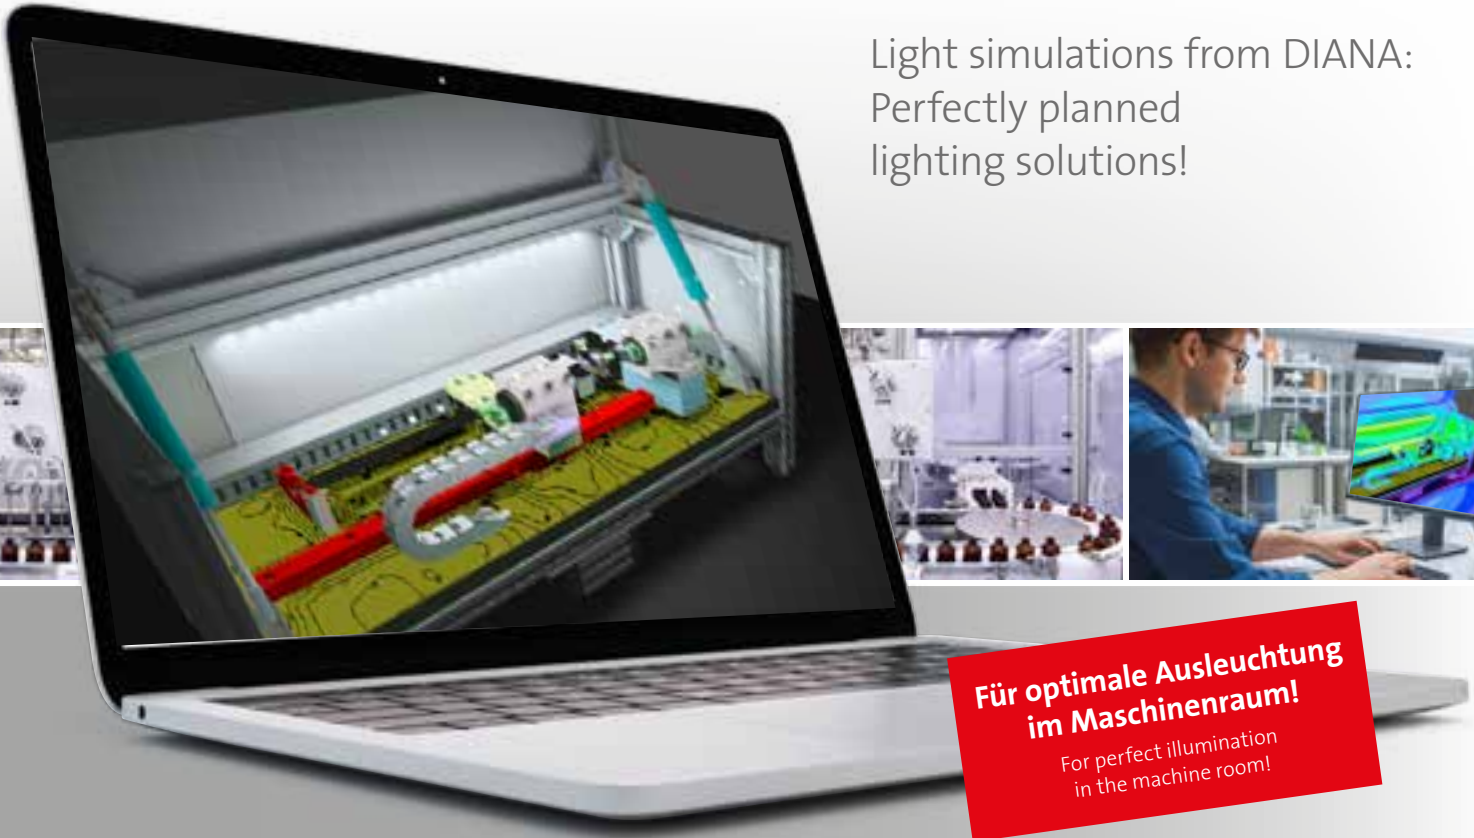 Light simulations from DIANA:
Perfectly planned
lighting solutions!
Für optimale Ausleuchtung
im Maschinenraum!
For perfect illumination
in the machine room!